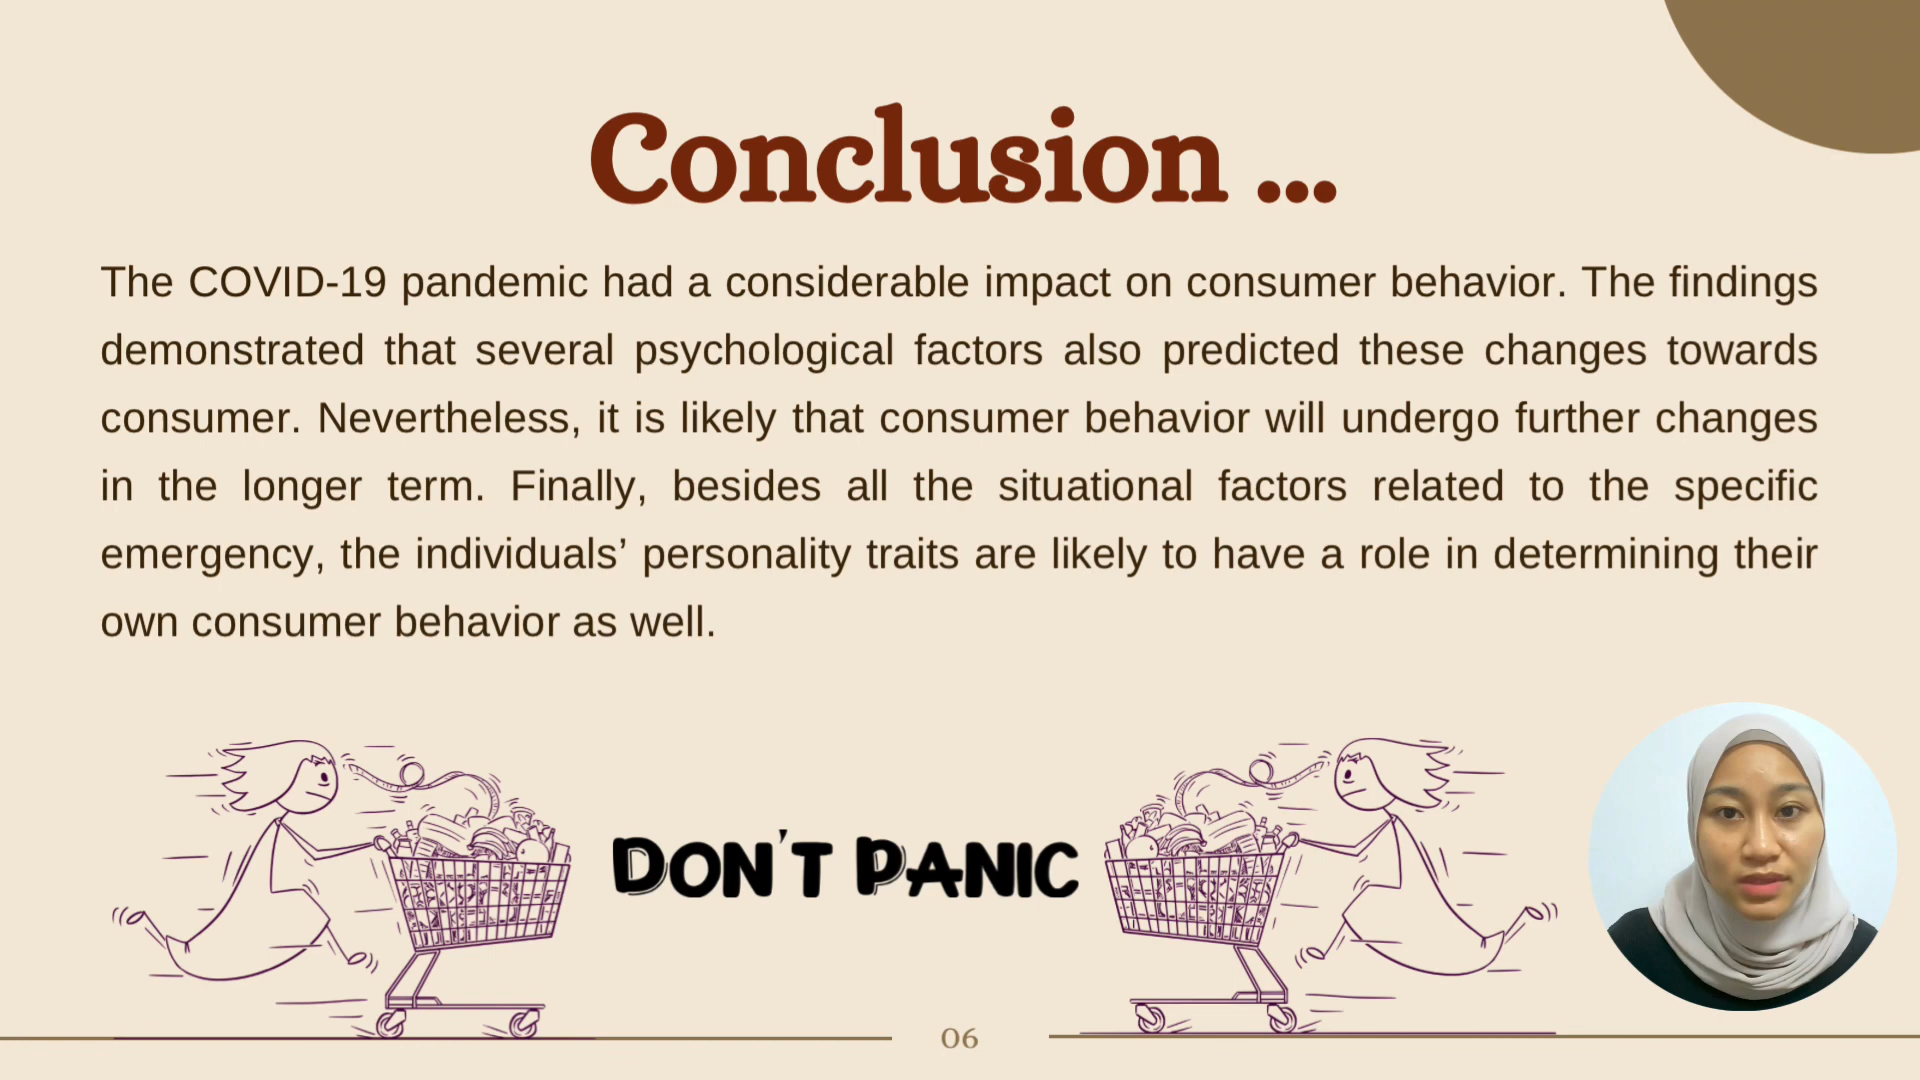 Conclusion ...
The COVID-19 pandemic had a considerable impact on consumer behavior. The findings
demonstrated that several psychological factors also predicted these changes towards
consumer. Nevertheless, it is likely that consumer behavior will undergo further changes
in the longer term. Finally, besides all the situational factors related to the specific
emergency, the individuals’ personality traits are likely to have a role in determining their
own consumer behavior as well.
DON'T PANIC
06